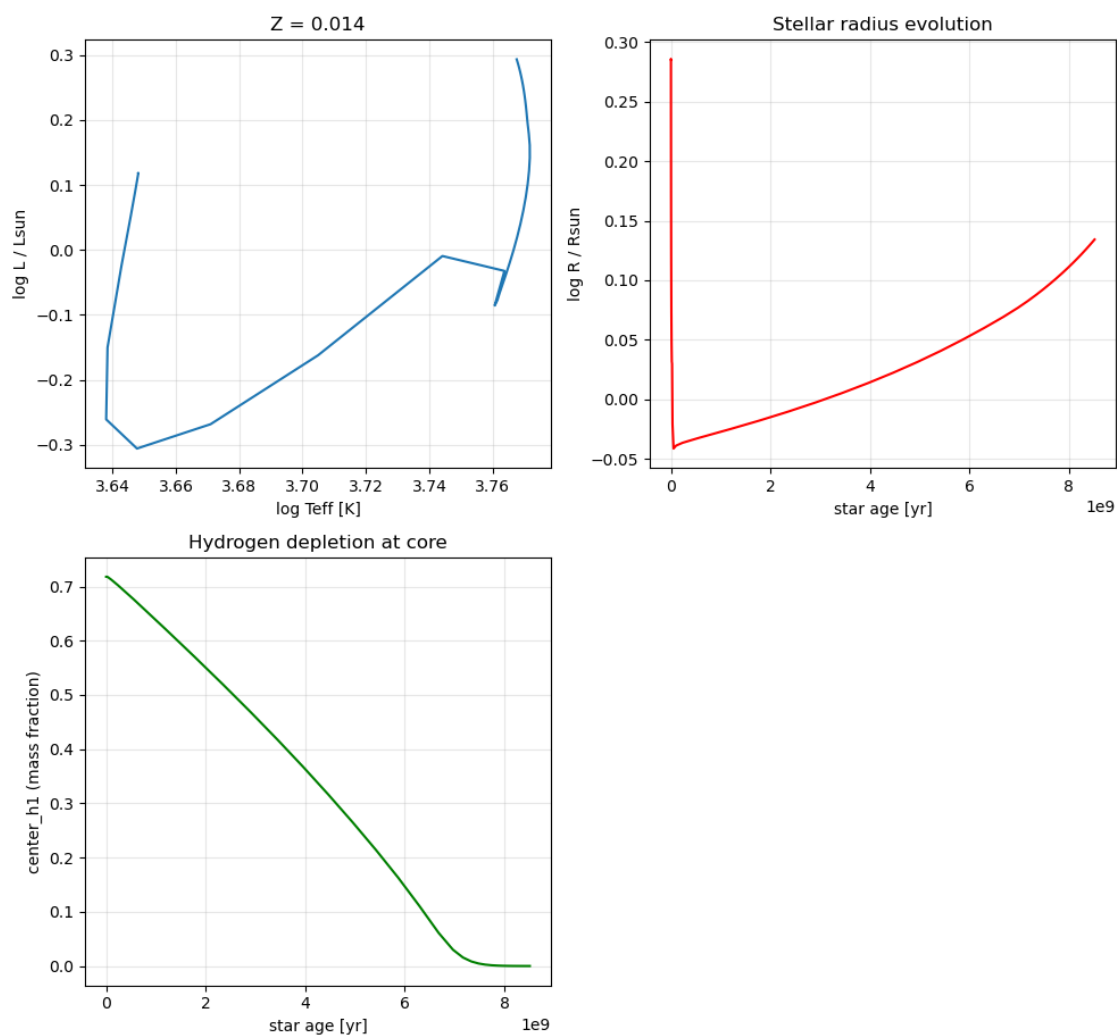 Z = 0.014
0.3
0.2
0.1
0.0
−0.1
−0.2
−0.3
log L / Lsun
3.64 3.66 3.68 3.70 3.72 3.74 3.76
log Teff [K]
Stellar radius evolution
0.30
0.25
0.20
0.15
0.10
0.05
0.00
−0.05
log R / Rsun
0 2 4 6 8
1e9
star age [yr]
Hydrogen depletion at core
0.7
0.6
0.5
0.4
0.3
0.2
0.1
0.0
center_h1 (mass fraction)
0 2 4 6 8
1e9
star age [yr]